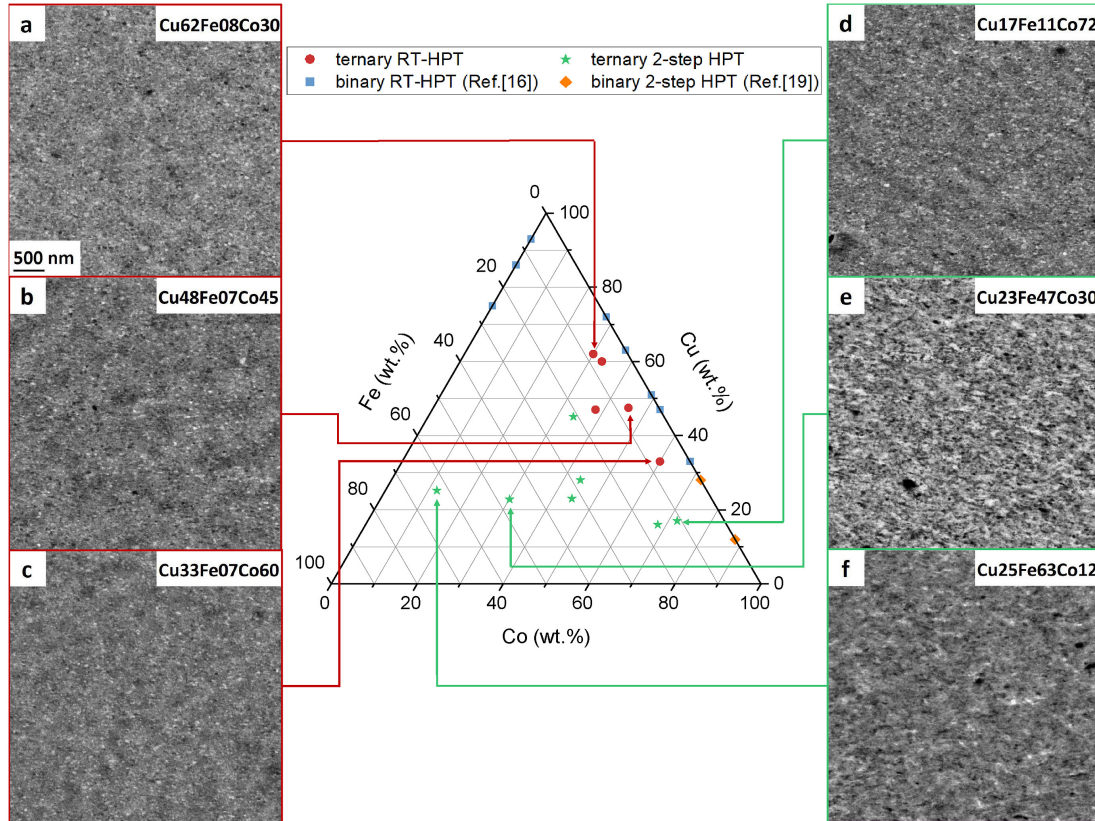 a
Cu62Fe08Co30
500 nm
b
Cu48Fe07Co45
c
Cu33Fe07Co60
ternary RT-HPT
ternary 2-step HPT
binary RT-HPT (Ref.[16])
binary 2-step HPT (Ref.[19])
0
100
20
80
40
60
Fe (wt.%)
Cu (wt.%)
60
40
80
20
100
0
0
20
40
60
80
100
Co (wt.%)
d
Cu17Fe11Co72
e
Cu23Fe47Co30
f
Cu25Fe63Co12